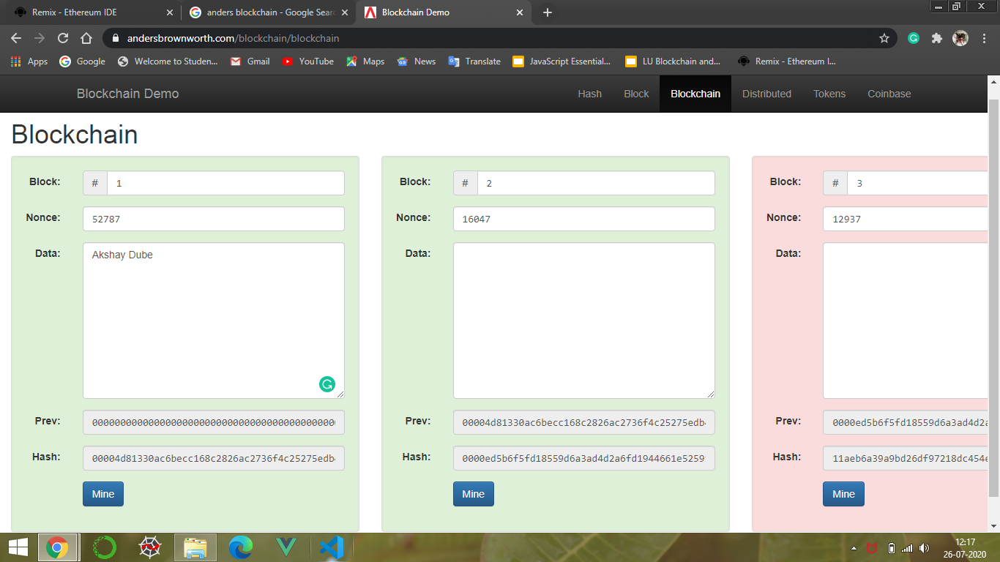 Remix - Ethereum IDE
anders blockchain - Google Sear
Blockchain Demo
andersbrownworth.com/blockchain/blockchain
Apps Google Welcome to Studen... Gmail YouTube Maps News Translate JavaScript Essential... LU Blockchain and... Remix - Ethereum I...
Blockchain Demo Hash Block Blockchain Distributed Tokens Coinbase
Blockchain
Block: # 1
Nonce: 52787
Data: Akshay Dube
Prev: 0000000000000000000000000000000000000000000
Hash: 00004d81330ac6becc168c2826ac2736f4c25275edb
Mine
Block: # 2
Nonce: 16047
Data:
Prev: 00004d81330ac6becc168c2826ac2736f4c25275edb
Hash: 0000ed5b6f5fd18559d6a3ad4d2a6fd1944661e5259
Mine
Block: # 3
Nonce: 12937
Data:
Prev: 0000ed5b6f5fd18559d6a3ad4d2a
Hash: 11aeb6a39a9bd26df97218dc454e
Mine
12:17
26-07-2020